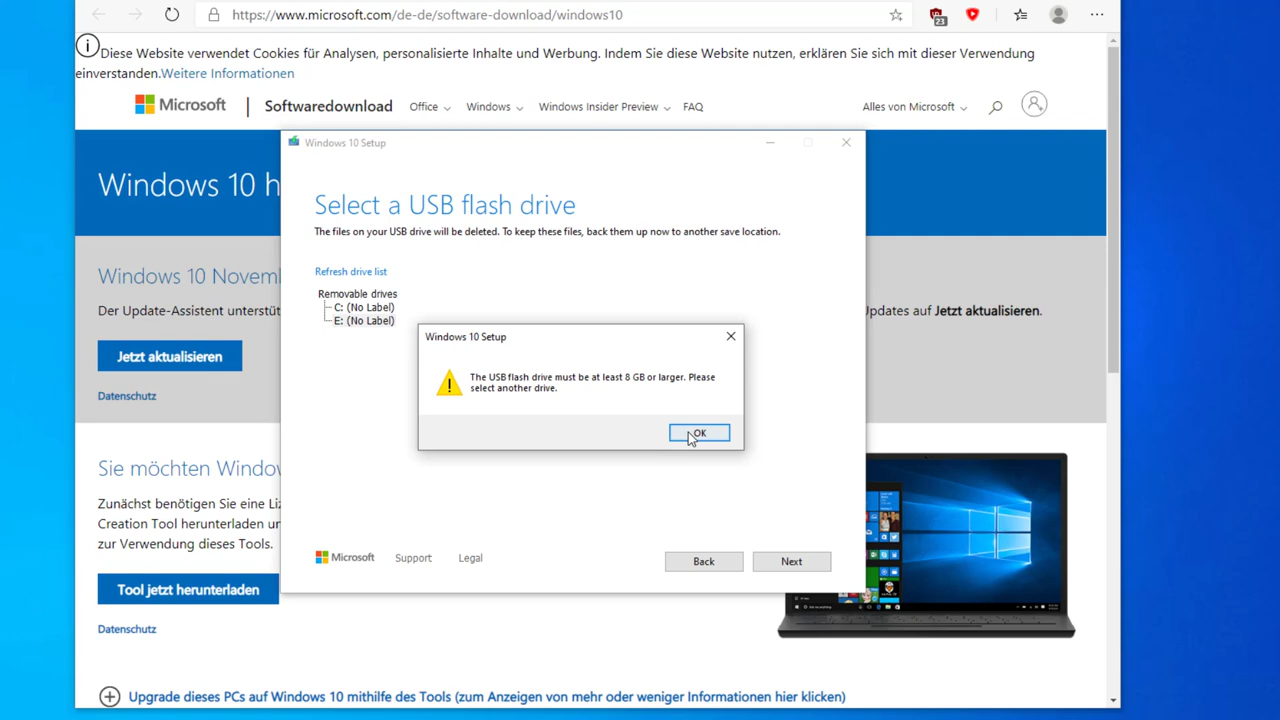 https://www.microsoft.com/de-de/software-download/windows10
23
Diese Website verwendet Cookies für Analysen, personalisierte Inhalte und Werbung. Indem Sie diese Website nutzen, erklären Sie sich mit dieser Verwendung
einverstanden.Weitere Informationen
Microsoft | Softwaredownload Office Windows Windows Insider Preview FAQ Alles von Microsoft
Windows 10 h
Windows 10 Novem
Der Update-Assistent unterstüt
Updates auf Jetzt aktualisieren.
Jetzt aktualisieren
Datenschutz
Sie möchten Windo
Zunächst benötigen Sie eine Liz
Creation Tool herunterladen un
zur Verwendung dieses Tools.
Tool jetzt herunterladen
Datenschutz
Upgrade dieses PCs auf Windows 10 mithilfe des Tools (zum Anzeigen von mehr oder weniger Informationen hier klicken)
Windows 10 Setup
Select a USB flash drive
The files on your USB drive will be deleted. To keep these files, back them up now to another save location.
Refresh drive list
Removable drives
C: (No Label)
E: (No Label)
Windows 10 Setup
The USB flash drive must be at least 8 GB or larger. Please
select another drive.
OK
Microsoft Support Legal
Back Next